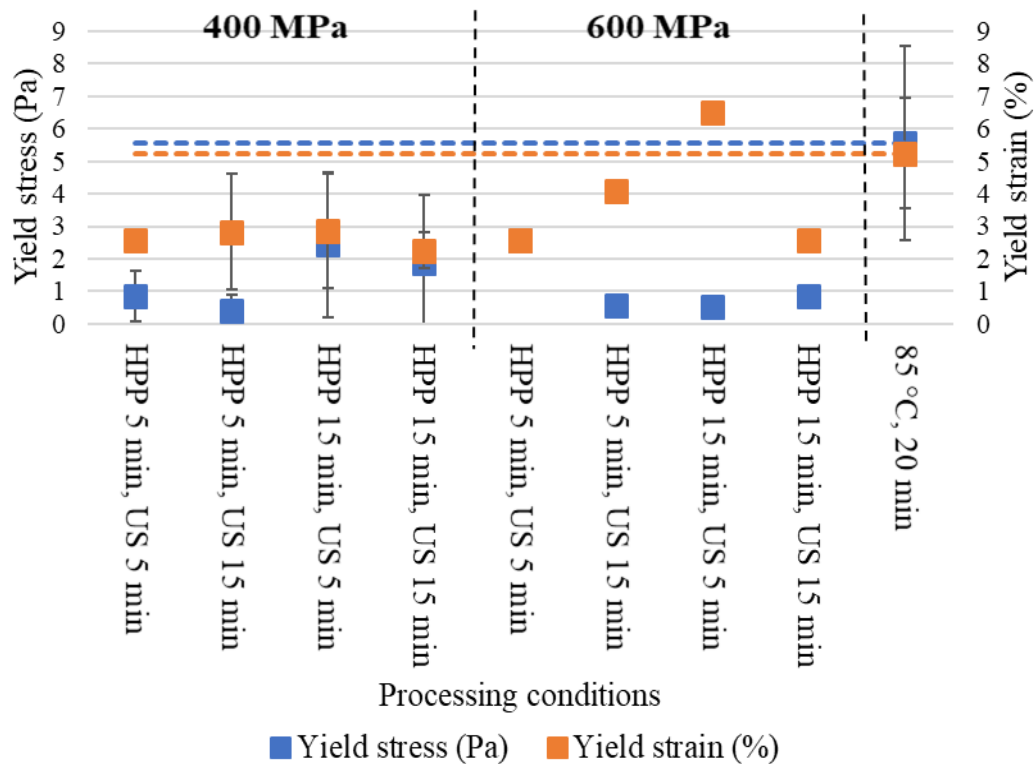 400 MPa
600 MPa
Yield stress (Pa)
9
8
7
6
5
4
3
2
1
0
9
8
7
6
5
4
3
2
1
0
Yield strain (%)
HPP 5 min, US 5 min
HPP 5 min, US 15 min
HPP 15 min, US 5 min
HPP 15 min, US 15 min
HPP 5 min, US 5 min
HPP 5 min, US 15 min
HPP 15 min, US 5 min
HPP 15 min, US 15 min
85 °C, 20 min
Processing conditions
Yield stress (Pa)
Yield strain (%)